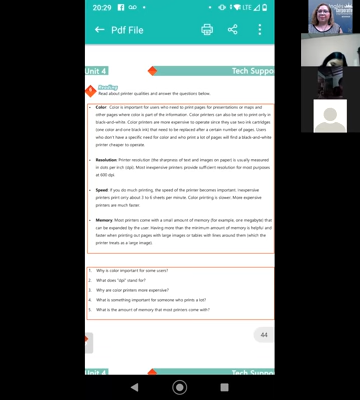 20:29
LTE
Pdf File
Unit 4
Tech Suppo
Reading
Read about printer qualities and answer the questions below.
Color: Color is important for users who need to print pages for presentations or maps and
other pages where color is part of the information. Color printers can also be set to print only in
black-and-white. Color printers are more expensive to operate since they use two ink cartridges
(one color and one black ink) that need to be replaced after a certain number of pages. Users
who don't have a specific need for color and who print a lot of pages will find a black-and-white
printer cheaper to operate.
Resolution: Printer resolution (the sharpness of text and images on paper) is usually measured
in dots per inch (dpi). Most inexpensive printers provide sufficient resolution for most purposes
at 600 dpi.
Speed: If you do much printing, the speed of the printer becomes important. Inexpensive
printers print only about 3 to 6 sheets per minute. Color printing is slower. More expensive
printers are much faster.
Memory: Most printers come with a small amount of memory (for example, one megabyte) that
can be expanded by the user. Having more than the minimum amount of memory is helpful and
faster when printing out pages with large images or tables with lines around them (which the
printer treats as a large image).
1. Why is color important for some users?
2. What does "dpi" stand for?
3. Why are color printers more expensive?
4. What is something important for someone who prints a lot?
5. What is the amount of memory that most printers come with?
44
Unit 4
Tech Suppo